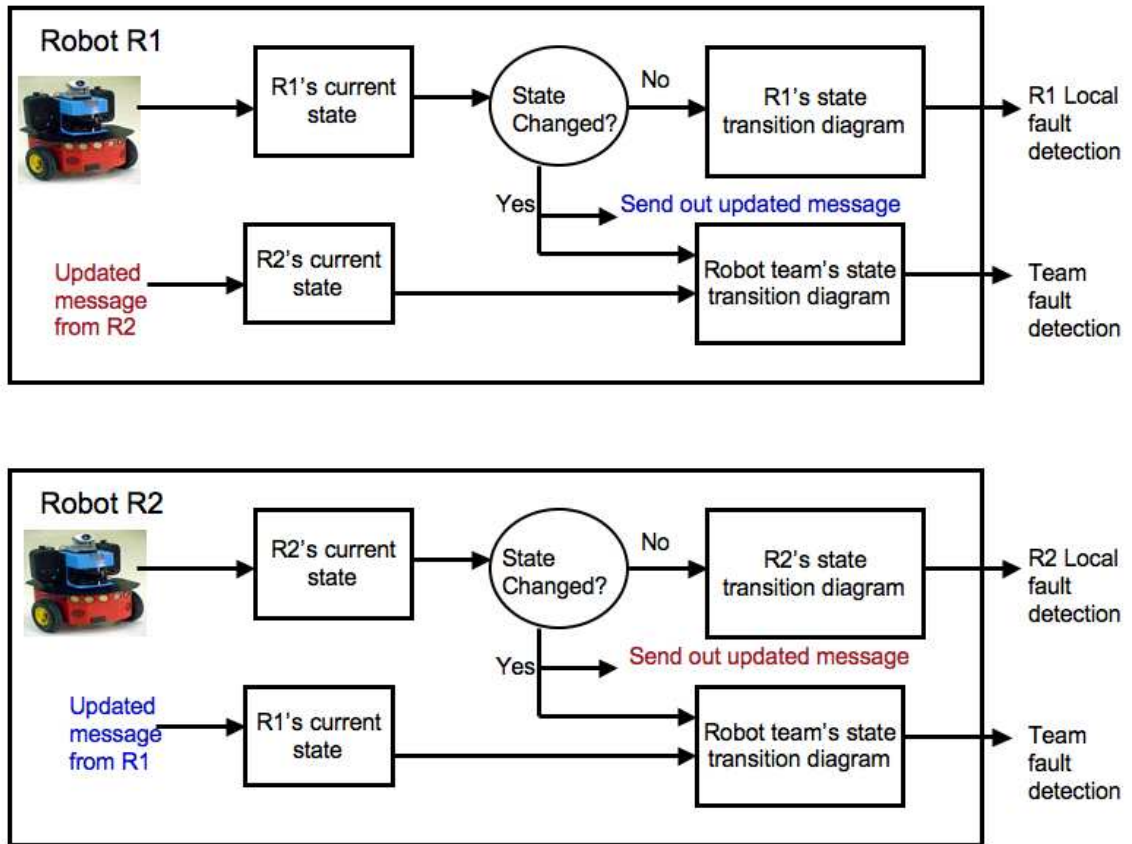 Robot R1
R1's current
state
State
Changed?
No
R1's state
transition diagram
R1 Local
fault
detection
Yes
Send out updated message
Updated
message
from R2
R2's current
state
Robot team's state
transition diagram
Team
fault
detection
Robot R2
R2's current
state
State
Changed?
No
R2's state
transition diagram
R2 Local
fault
detection
Yes
Send out updated message
Updated
message
from R1
R1's current
state
Robot team's state
transition diagram
Team
fault
detection